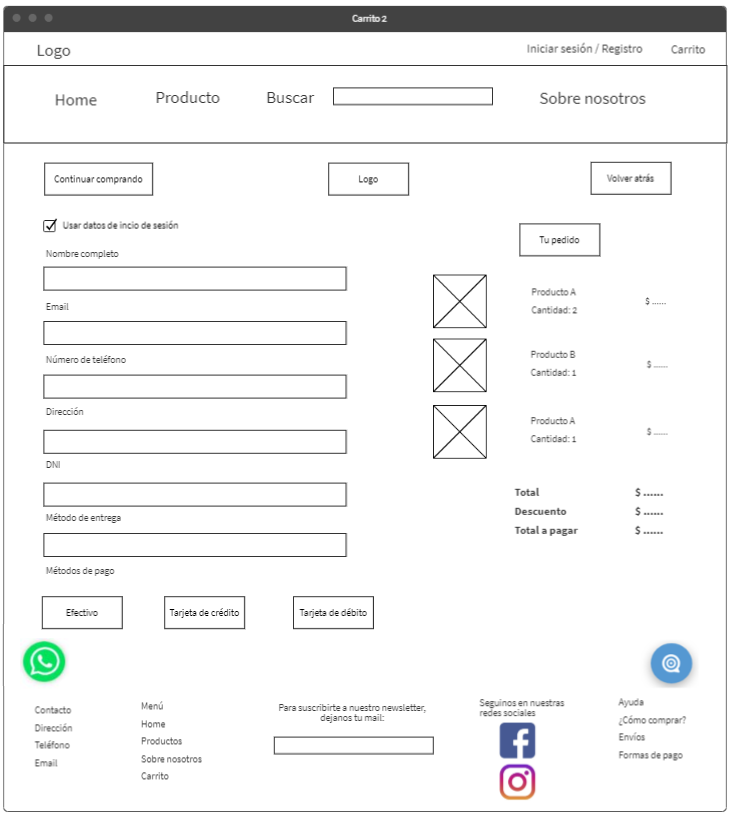 Carrito 2
Logo
Iniciar sesión / Registro
Carrito
Home
Producto
Buscar
Sobre nosotros
Continuar comprando
Logo
Volver atrás
Usar datos de incio de sesión
Tu pedido
Nombre completo
Email
Número de teléfono
Dirección
DNI
Método de entrega
Métodos de pago
Efectivo
Tarjeta de crédito
Tarjeta de débito
Producto A
Cantidad: 2
$ ......
Producto B
Cantidad: 1
$ ......
Producto A
Cantidad: 1
$ ......
Total $ ......
Descuento $ ......
Total a pagar $ ......
Contacto
Dirección
Teléfono
Email
Menú
Home
Productos
Sobre nosotros
Carrito
Para suscribirte a nuestro newsletter,
dejanos tu mail:
Seguinos en nuestras
redes sociales
Ayuda
¿Cómo comprar?
Envíos
Formas de pago